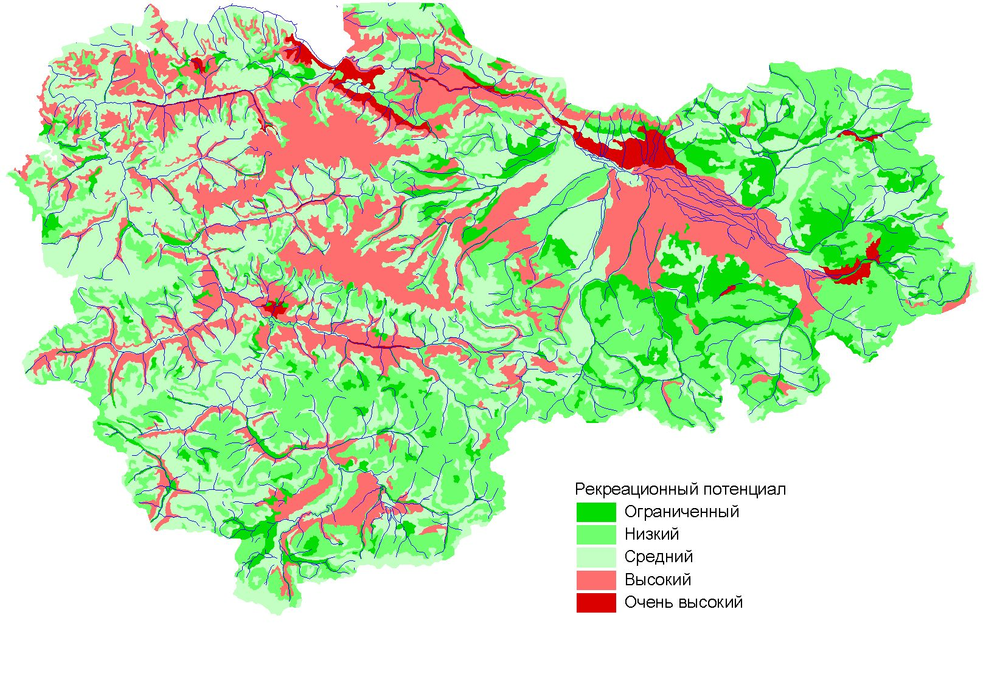 Рекреационный потенциал
Ограниченный
Низкий
Средний
Высокий
Очень высокий